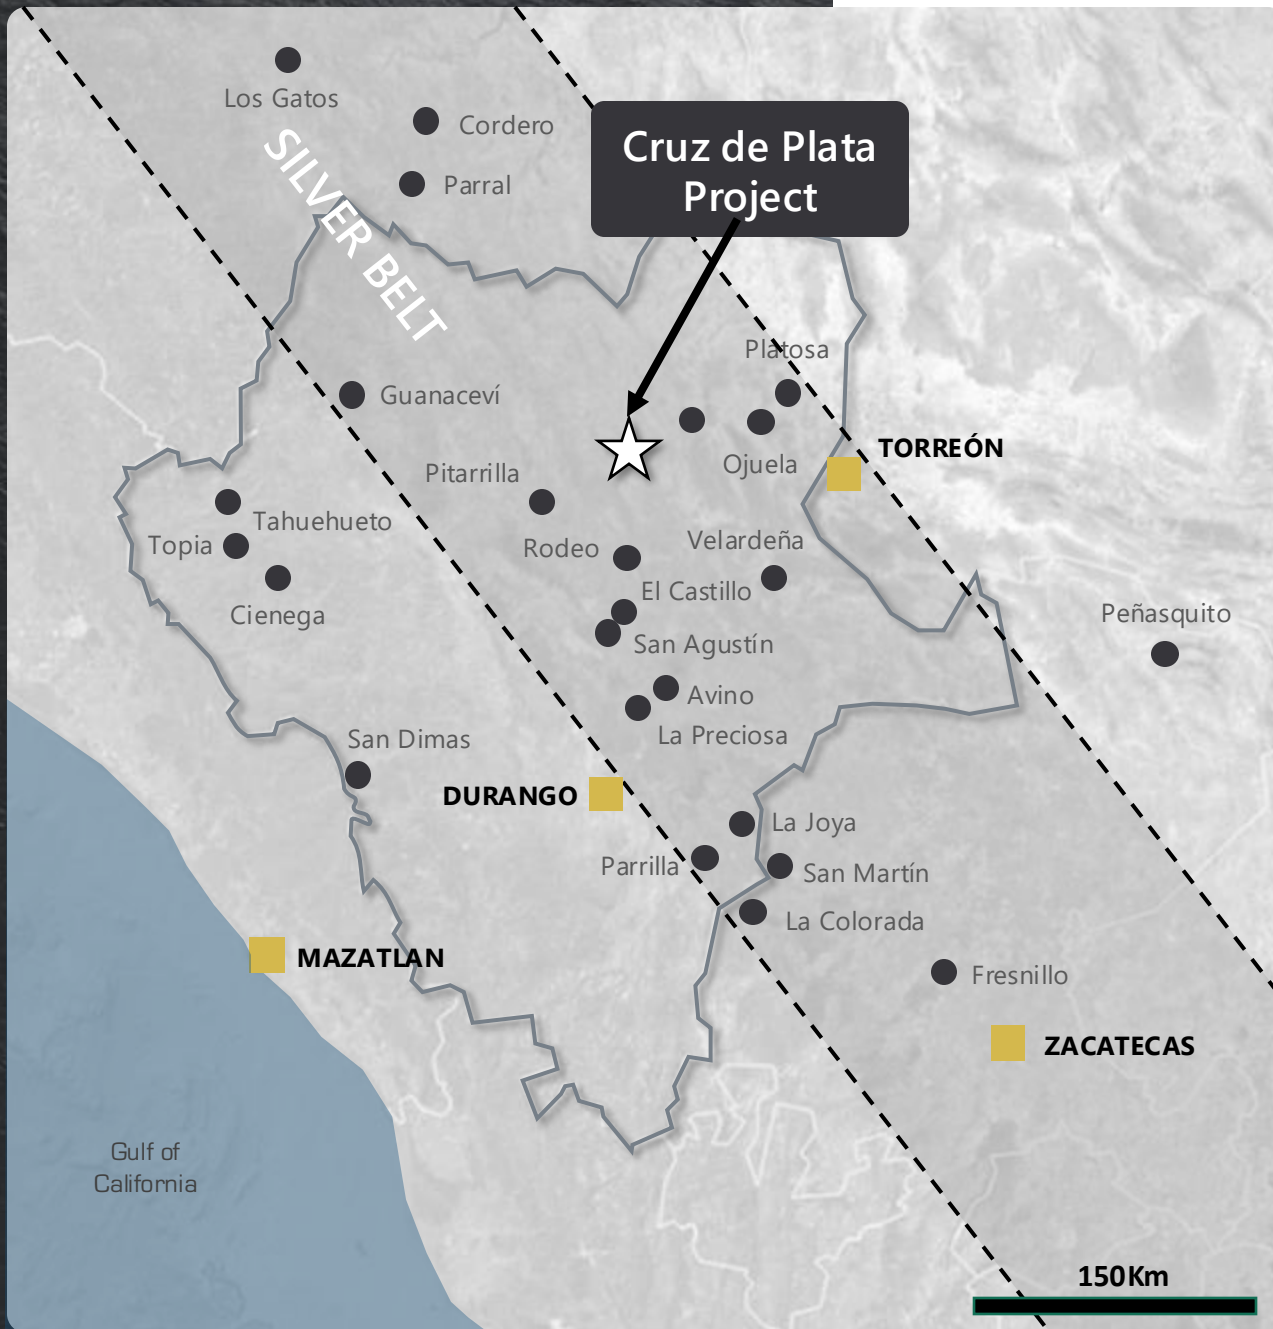 Los Gatos
Cordero
Parral
SILVER BELT
Cruz de Plata
Project
Platosa
Guanaceví
Ojuela
TORREÓN
Pitarrilla
Tahuehueto
Topia
Rodeo
Velardeña
El Castillo
Cienega
Peñasquito
San Agustín
Avino
La Preciosa
San Dimas
DURANGO
La Joya
Parrilla
San Martín
La Colorada
MAZATLAN
Fresnillo
ZACATECAS
Gulf of
California
150Km